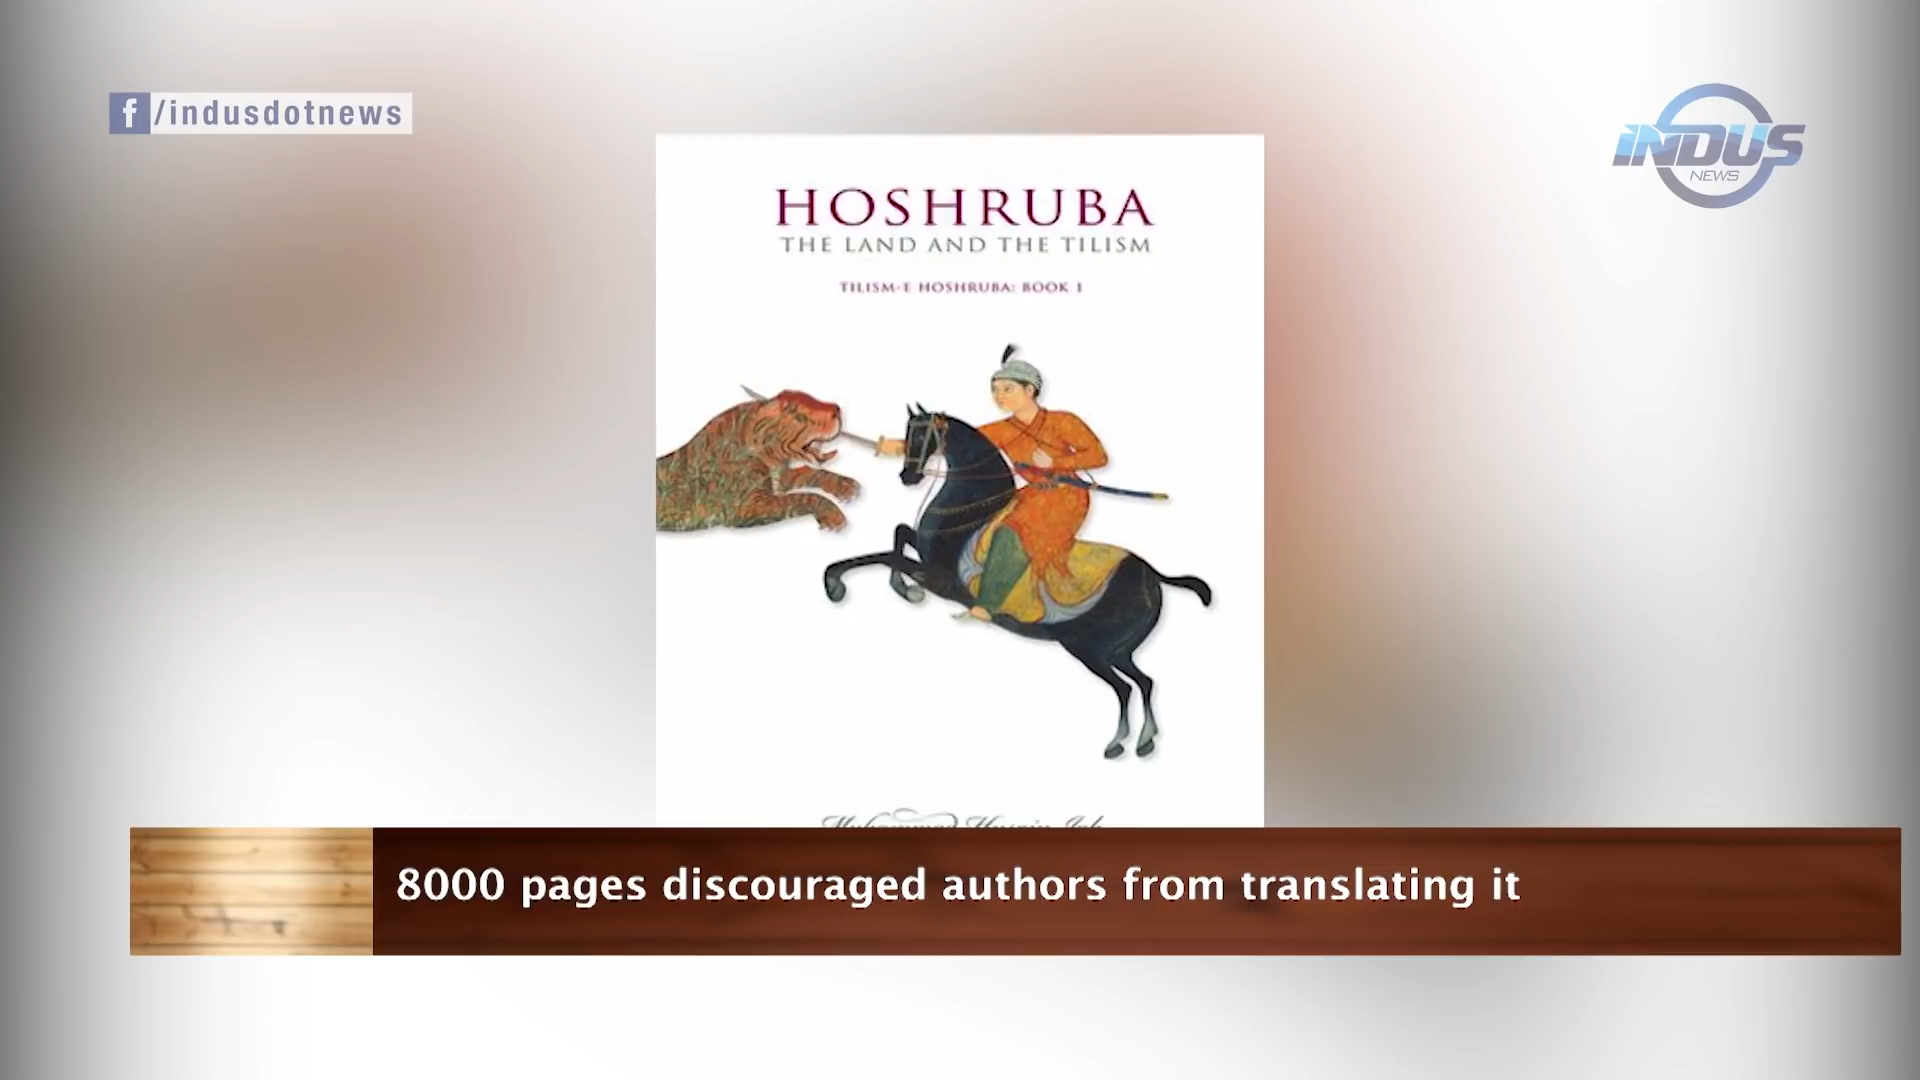 f/indusdotnews
INDUS
NEWS
HOSHRUBA
THE LAND AND THE TILISM
TILISM-E HOSHRUBA: BOOK 1
8000 pages discouraged authors from translating it